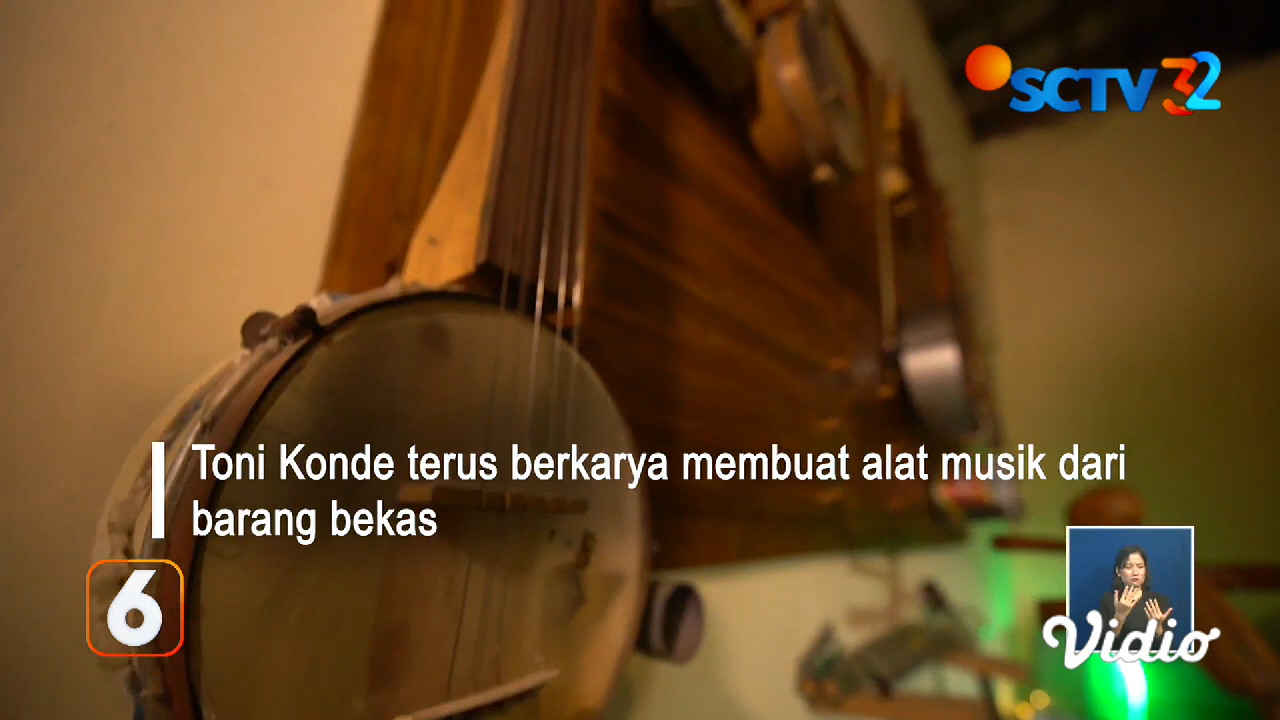 SCTV 32
Toni Konde terus berkarya membuat alat musik dari
barang bekas
6
Vidio